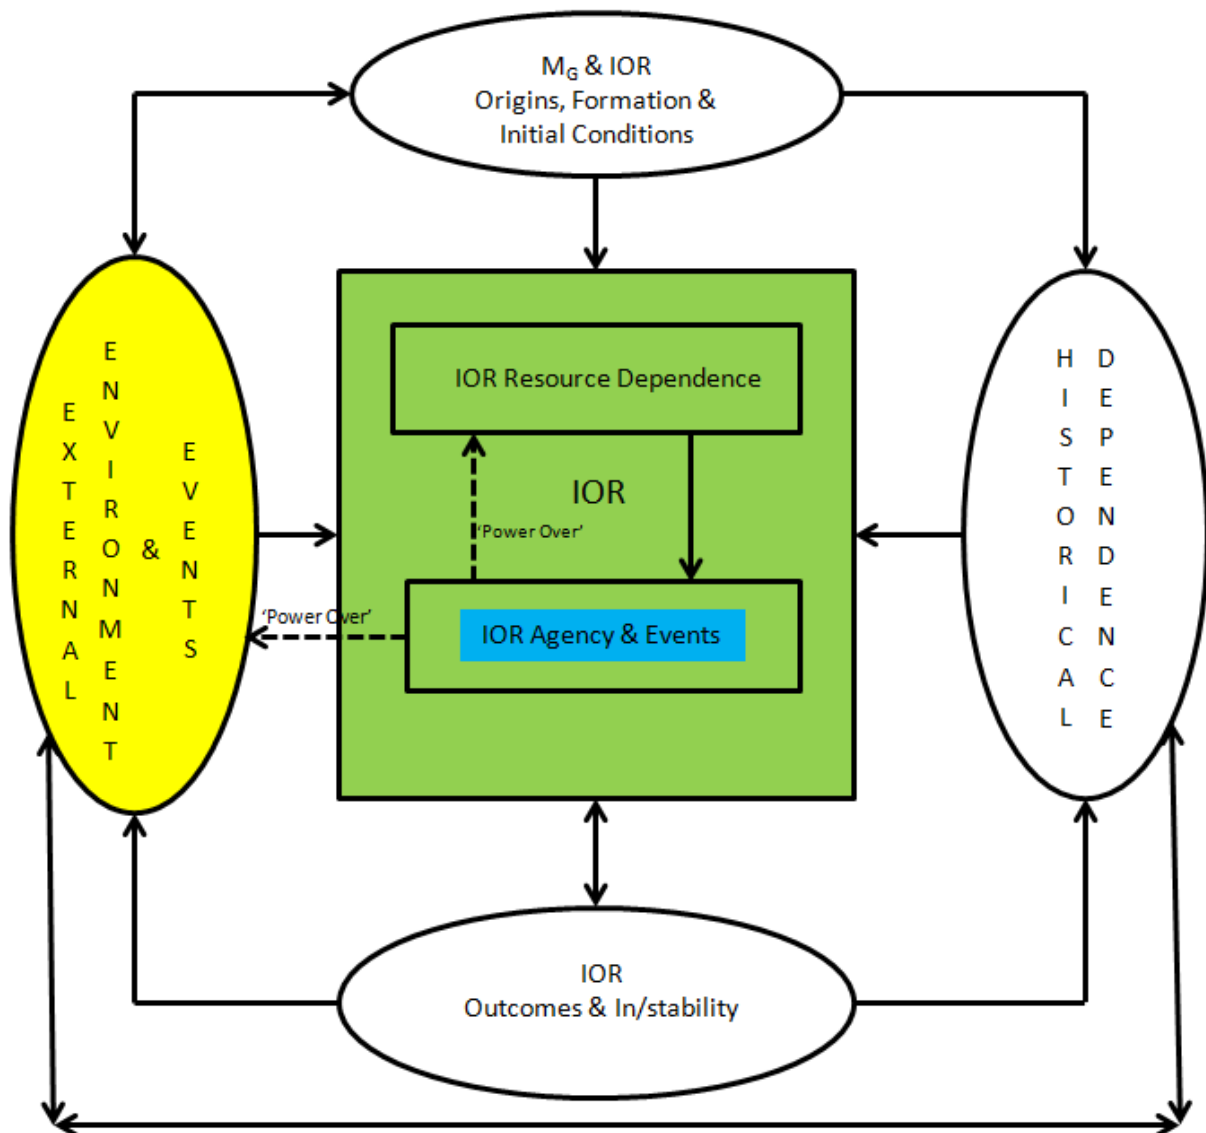 M_G & IOR
Origins, Formation &
Initial Conditions
EXTERNAL
ENVIRONMENT
&
EVENTS
IOR Resource Dependence
IOR
‘Power Over’
‘Power Over’
IOR Agency & Events
HISTORICAL
DEPENDENCE
IOR
Outcomes & In/stability